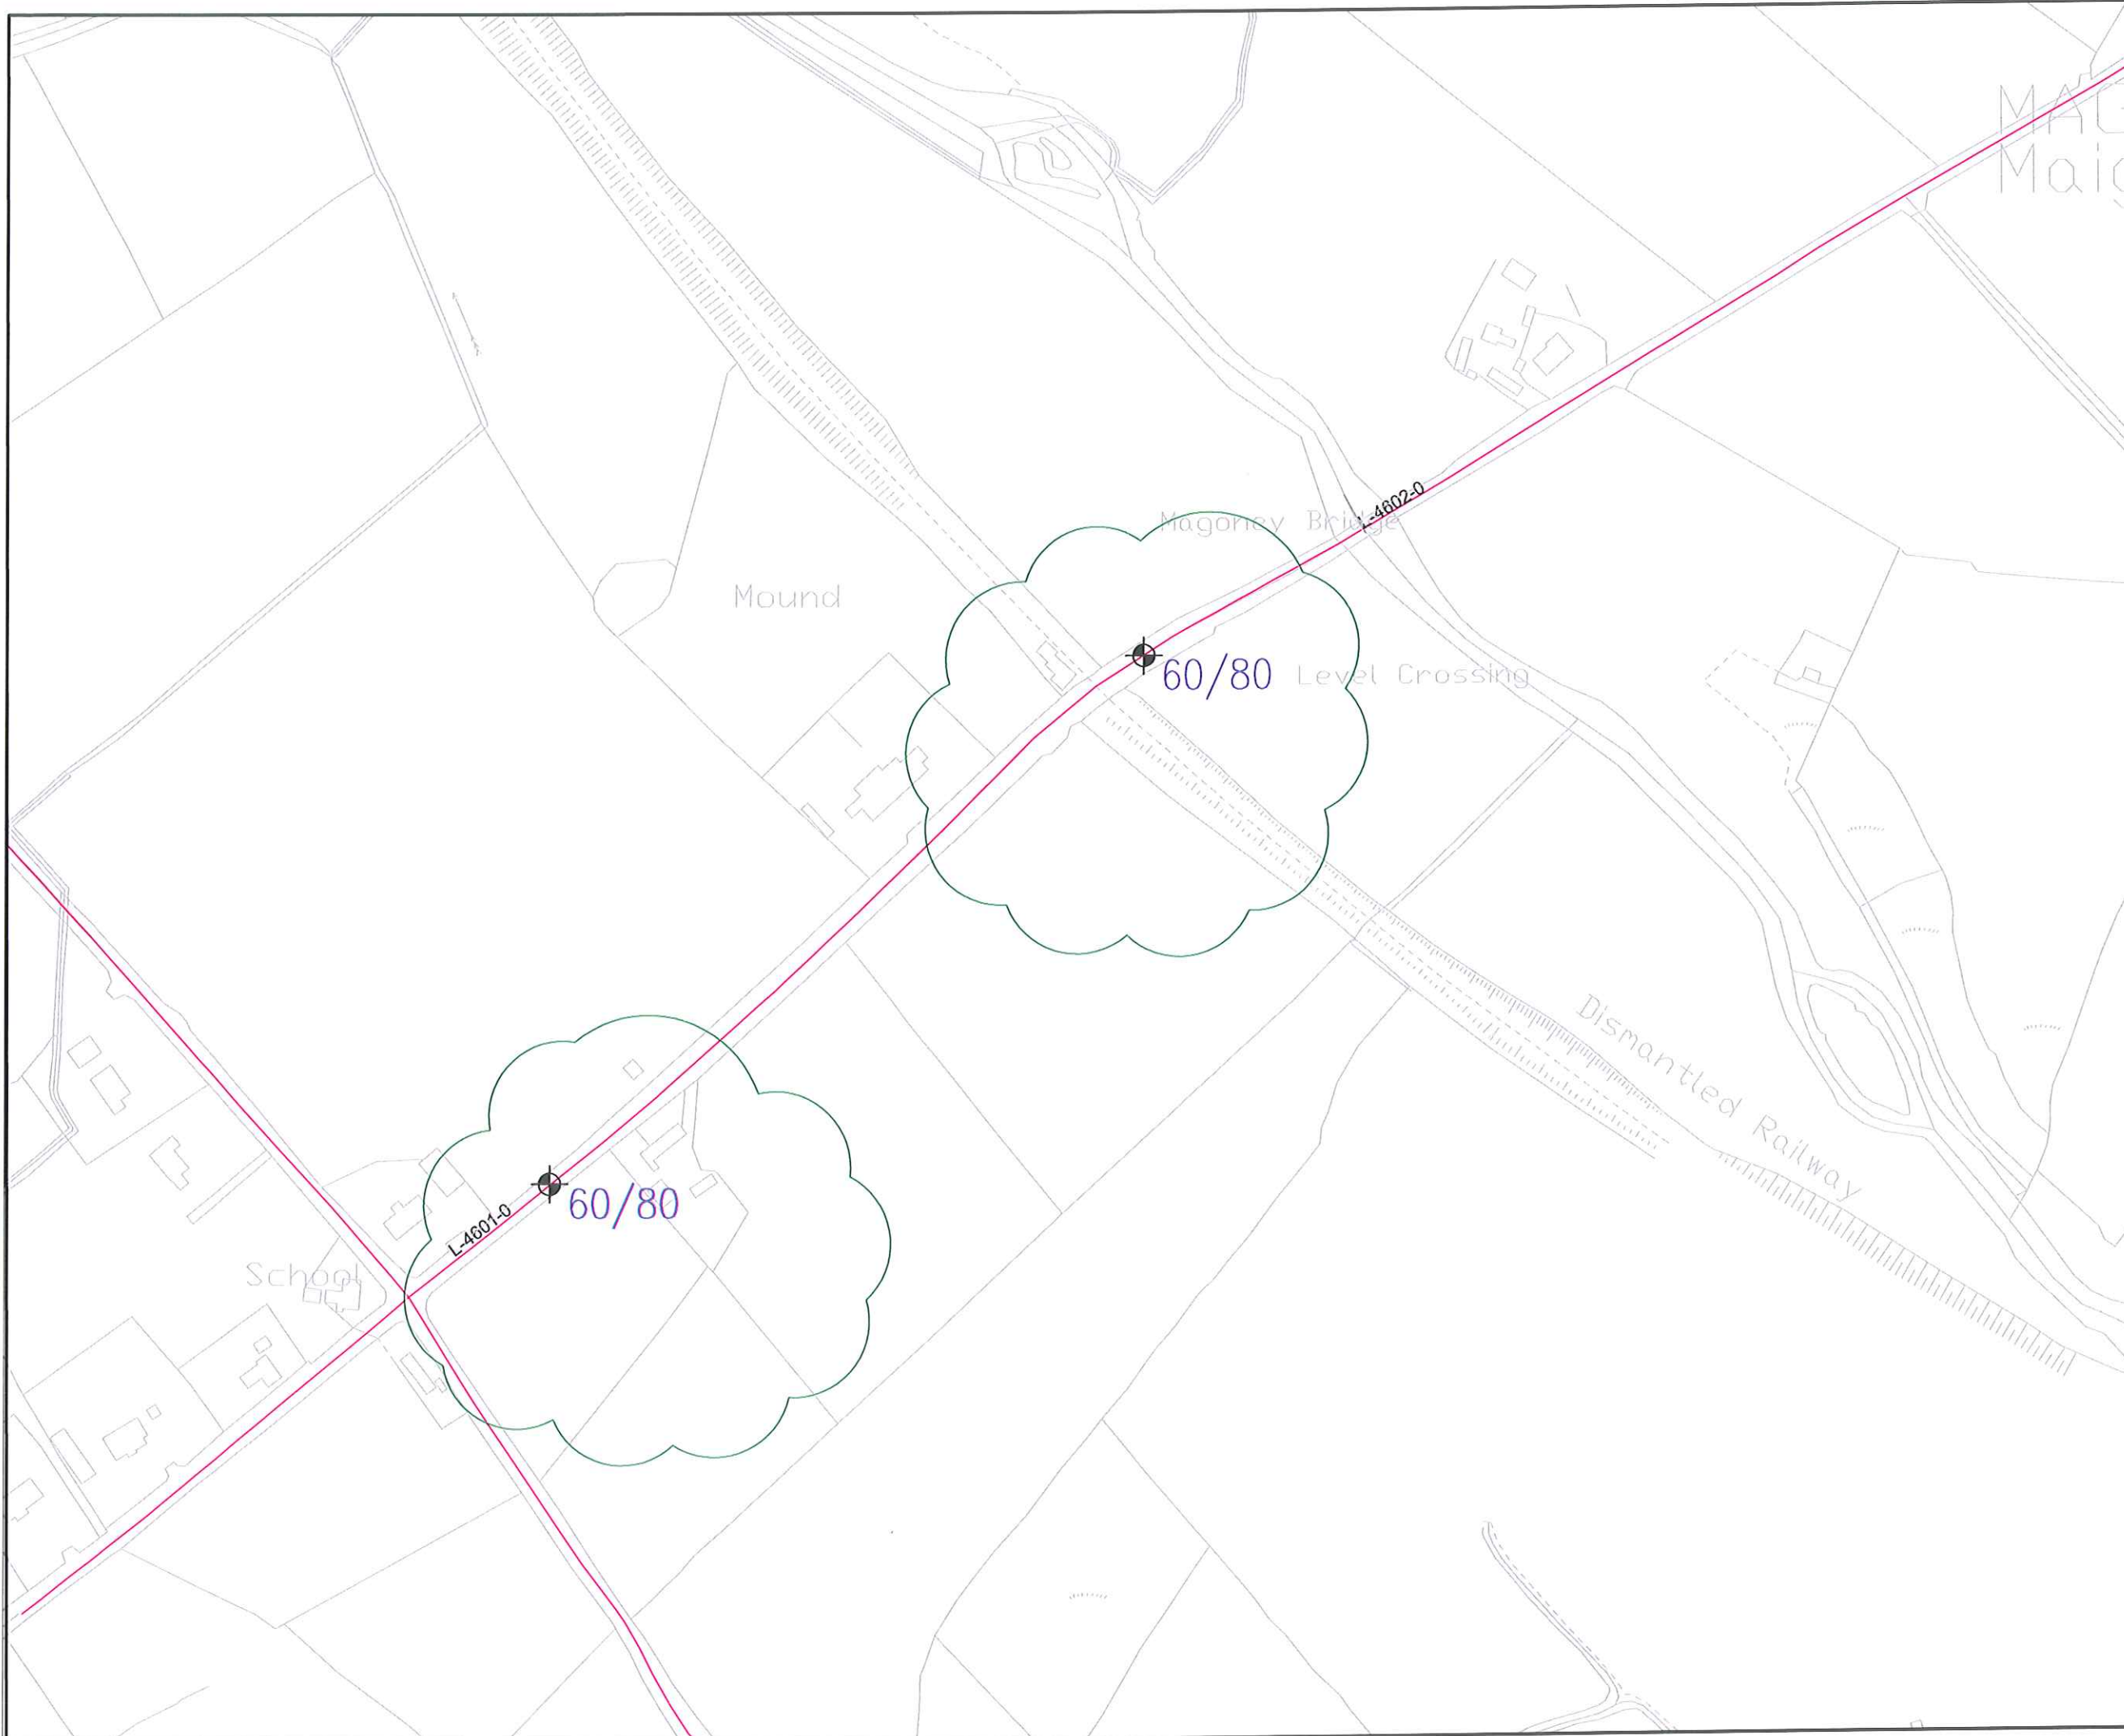 Magoney Bridge
L-4602-0
Mound
60/80
Level Crossing
Dismantled Railway
60/80
L-4601-0
School